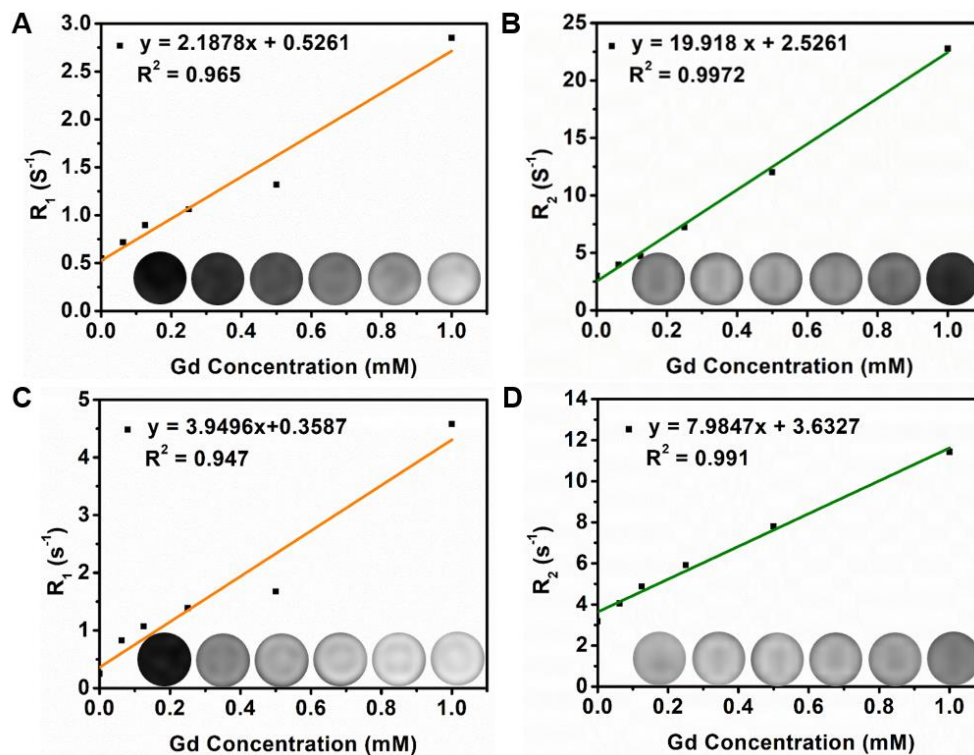 A
y = 2.1878x + 0.5261
R² = 0.965
3.0
2.5
2.0
1.5
1.0
0.5
0.0
R₁ (S⁻¹)
0.0 0.2 0.4 0.6 0.8 1.0
Gd Concentration (mM)
B
y = 19.918 x + 2.5261
R² = 0.9972
25
20
15
10
5
0
R₂ (S⁻¹)
0.0 0.2 0.4 0.6 0.8 1.0
Gd Concentration (mM)
C
y = 3.9496x+0.3587
R² = 0.947
5
4
3
2
1
0
R₁ (s⁻¹)
0.0 0.2 0.4 0.6 0.8 1.0
Gd Concentration (mM)
D
y = 7.9847x + 3.6327
R² = 0.991
14
12
10
8
6
4
2
0
R₂ (s⁻¹)
0.0 0.2 0.4 0.6 0.8 1.0
Gd Concentration (mM)